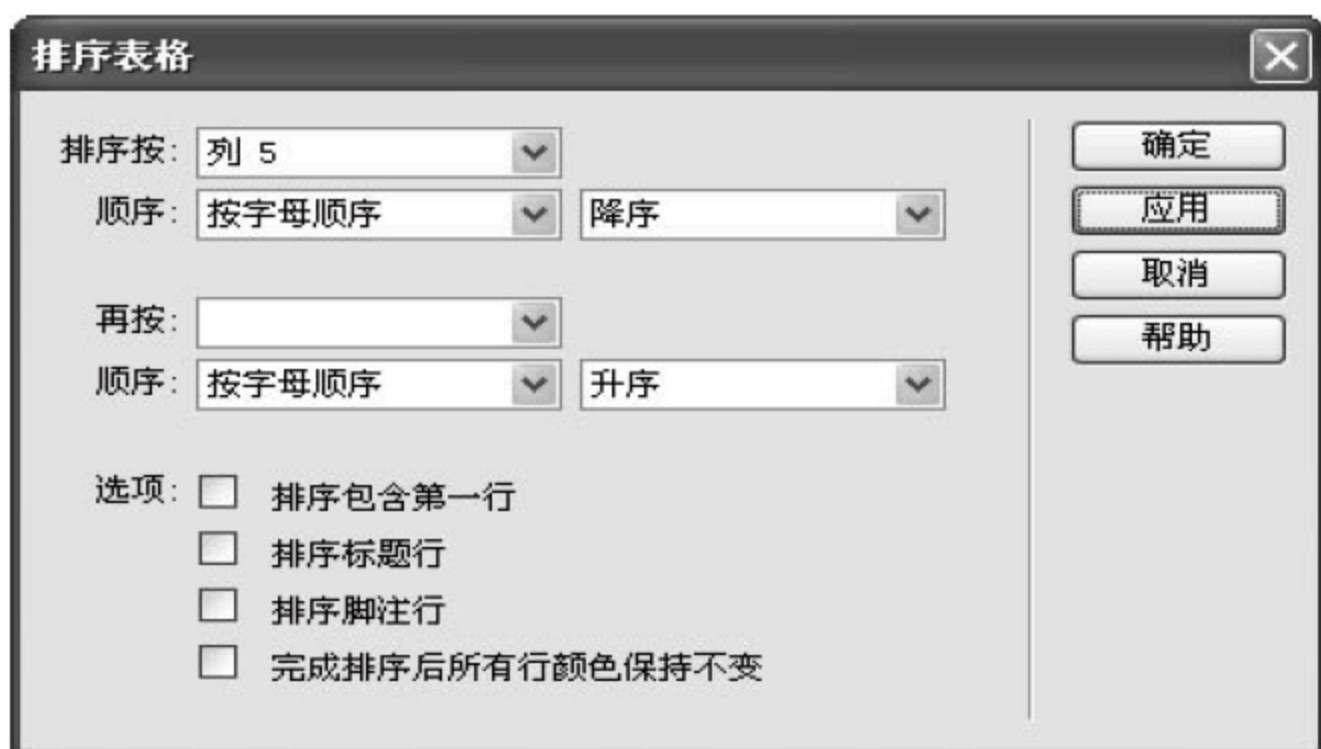 排序表格
排序按: 列 5
顺序: 按字母顺序 降序
再按:
顺序: 按字母顺序 升序
选项: 排序包含第一行
排序标题行
排序脚注行
完成排序后所有行颜色保持不变
确定
应用
取消
帮助